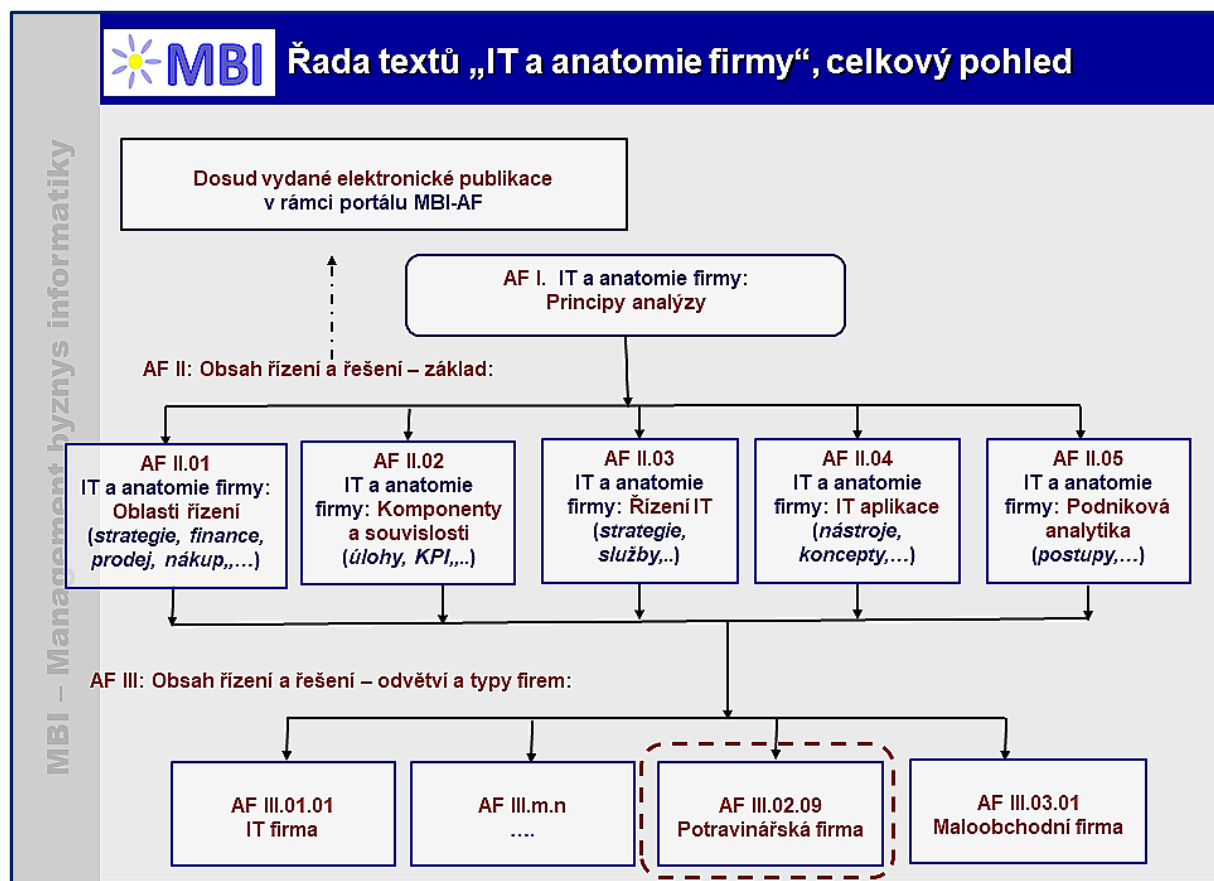 MBI
Řada textů „IT a anatomie firmy“, celkový pohled
MBI – Management byznys informatiky
Dosud vydané elektronické publikace
v rámci portálu MBI-AF
AF I. IT a anatomie firmy:
Principy analýzy
AF II: Obsah řízení a řešení – základ:
AF II.01
IT a anatomie firmy:
Oblasti řízení
(strategie, finance,
prodej, nákup,,…)
AF II.02
IT a anatomie
firmy: Komponenty
a souvislosti
(úlohy, KPI,,..)
AF II.03
IT a anatomie
firmy: Řízení IT
(strategie,
služby,..)
AF II.04
IT a anatomie
firmy: IT aplikace
(nástroje,
koncepty,…)
AF II.05
IT a anatomie
firmy: Podniková
analytika
(postupy,…)
AF III: Obsah řízení a řešení – odvětví a typy firem:
AF III.01.01
IT firma
AF III.m.n
….
AF III.02.09
Potravinářská firma
AF III.03.01
Maloobchodní firma